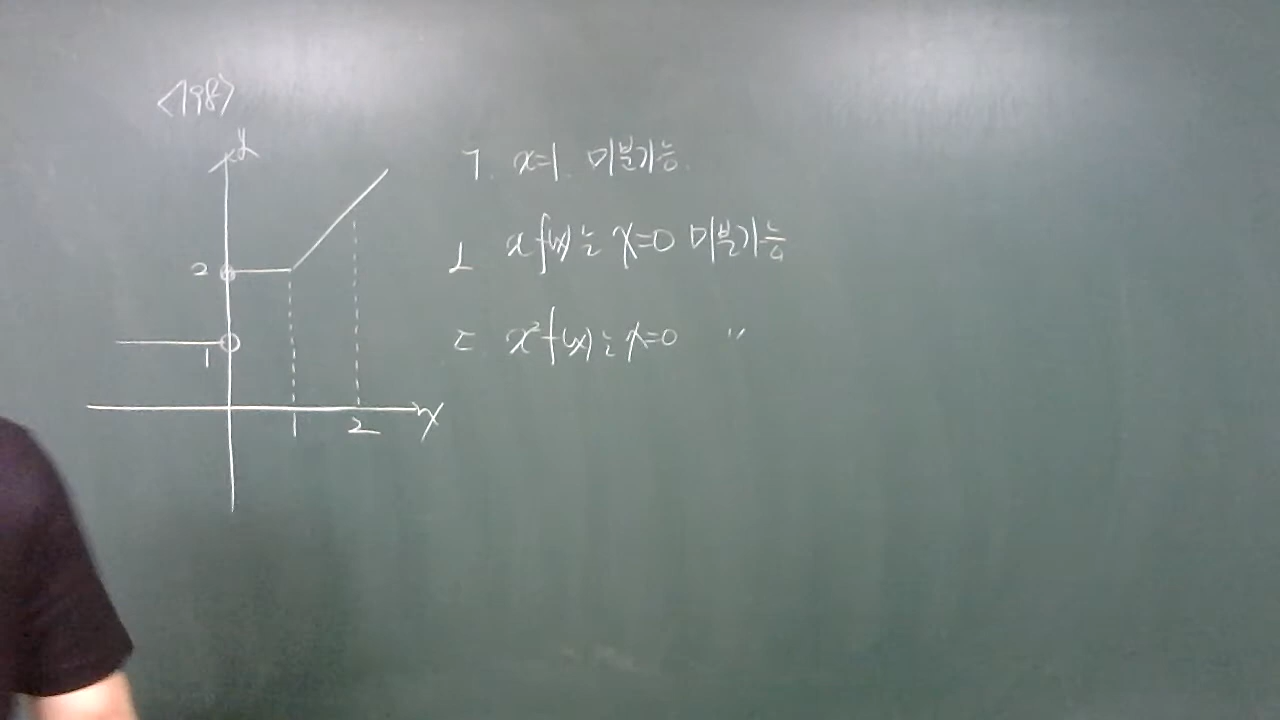 <198>
y
2
1
1
2
x
ㄱ. x=1. 미분가능.
ㄴ x f(x)는 x=0 미분가능
ㄷ x²f(x)는 x=0 〃